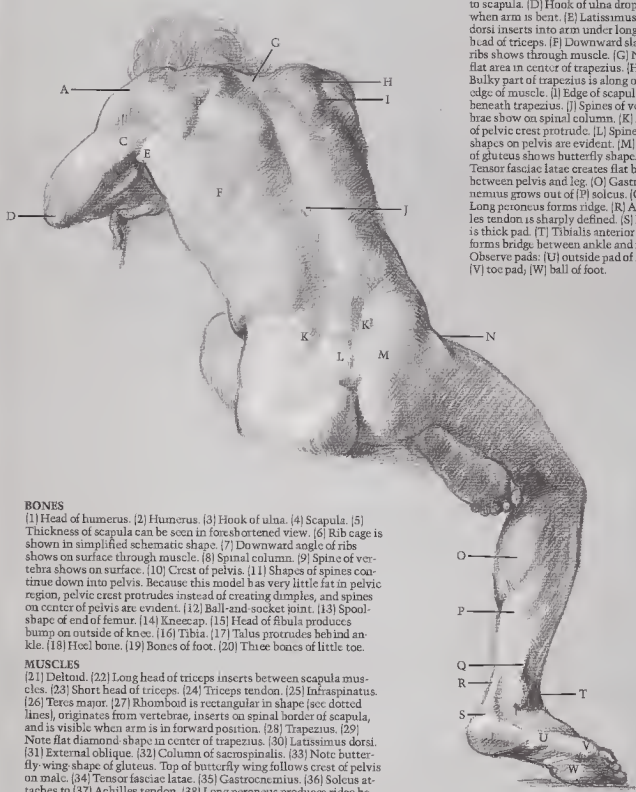 to scapula. (D) Hook of ulna drop
when arm is bent. (E) Latissimus
dorsi inserts into arm under long
head of triceps. (F) Downward sla
ribs shows through muscle. (G) N
flat area in center of trapezius. (H
Bulky part of trapezius is along o
edge of muscle. (I) Edge of scapul
beneath trapezius. (J) Spines of ve
brae show on spinal column. (K)
of pelvic crest protrude. (L) Spine
shapes on pelvis are evident. (M)
of gluteus shows butterfly shape.
Tensor fasciae latae creates flat b
between pelvis and leg. (O) Gastr
nemius grows out of (P) soleus. (
Long peroneus forms ridge. (R) A
les tendon is sharply defined. (S)
is thick pad. (T) Tibialis anterior
forms bridge between ankle and
Observe pads: (U) outside pad of
(V) toe pad; (W) ball of foot.
G
A
H
I
C
E
F
D
J
K
K
L
M
N
O
P
Q
R
T
S
U
V
W
BONES
(1) Head of humerus. (2) Humerus. (3) Hook of ulna. (4) Scapula. (5)
Thickness of scapula can be seen in foreshortened view. (6) Rib cage is
shown in simplified schematic shape. (7) Downward angle of ribs
shows on surface through muscle. (8) Spinal column. (9) Spine of ver-
tebra shows on surface. (10) Crest of pelvis. (11) Shapes of spines con-
tinue down into pelvis. Because this model has very little fat in pelvic
region, pelvic crest protrudes instead of creating dimples, and spines
on center of pelvis are evident. (12) Ball-and-socket joint. (13) Spool-
shape of end of femur. (14) Kneecap. (15) Head of fibula produces
bump on outside of knee. (16) Tibia. (17) Talus protrudes behind an-
kle. (18) Heel bone. (19) Bones of foot. (20) Three bones of little toe.
MUSCLES
(21) Deltoid. (22) Long head of triceps inserts between scapula mus-
cles. (23) Short head of triceps. (24) Triceps tendon. (25) Infraspinatus.
(26) Teres major. (27) Rhomboid is rectangular in shape (see dotted
lines), originates from vertebrae, inserts on spinal border of scapula,
and is visible when arm is in forward position. (28) Trapezius. (29)
Note flat diamond-shape in center of trapezius. (30) Latissimus dorsi.
(31) External oblique. (32) Column of sacrospinalis. (33) Note butter-
fly-wing-shape of gluteus. Top of butterfly wing follows crest of pelvis
on male. (34) Tensor fasciae latae. (35) Gastrocnemius. (36) Soleus at-
taches to (37) Achilles tendon. (38) Long peroneus produces ridge be-